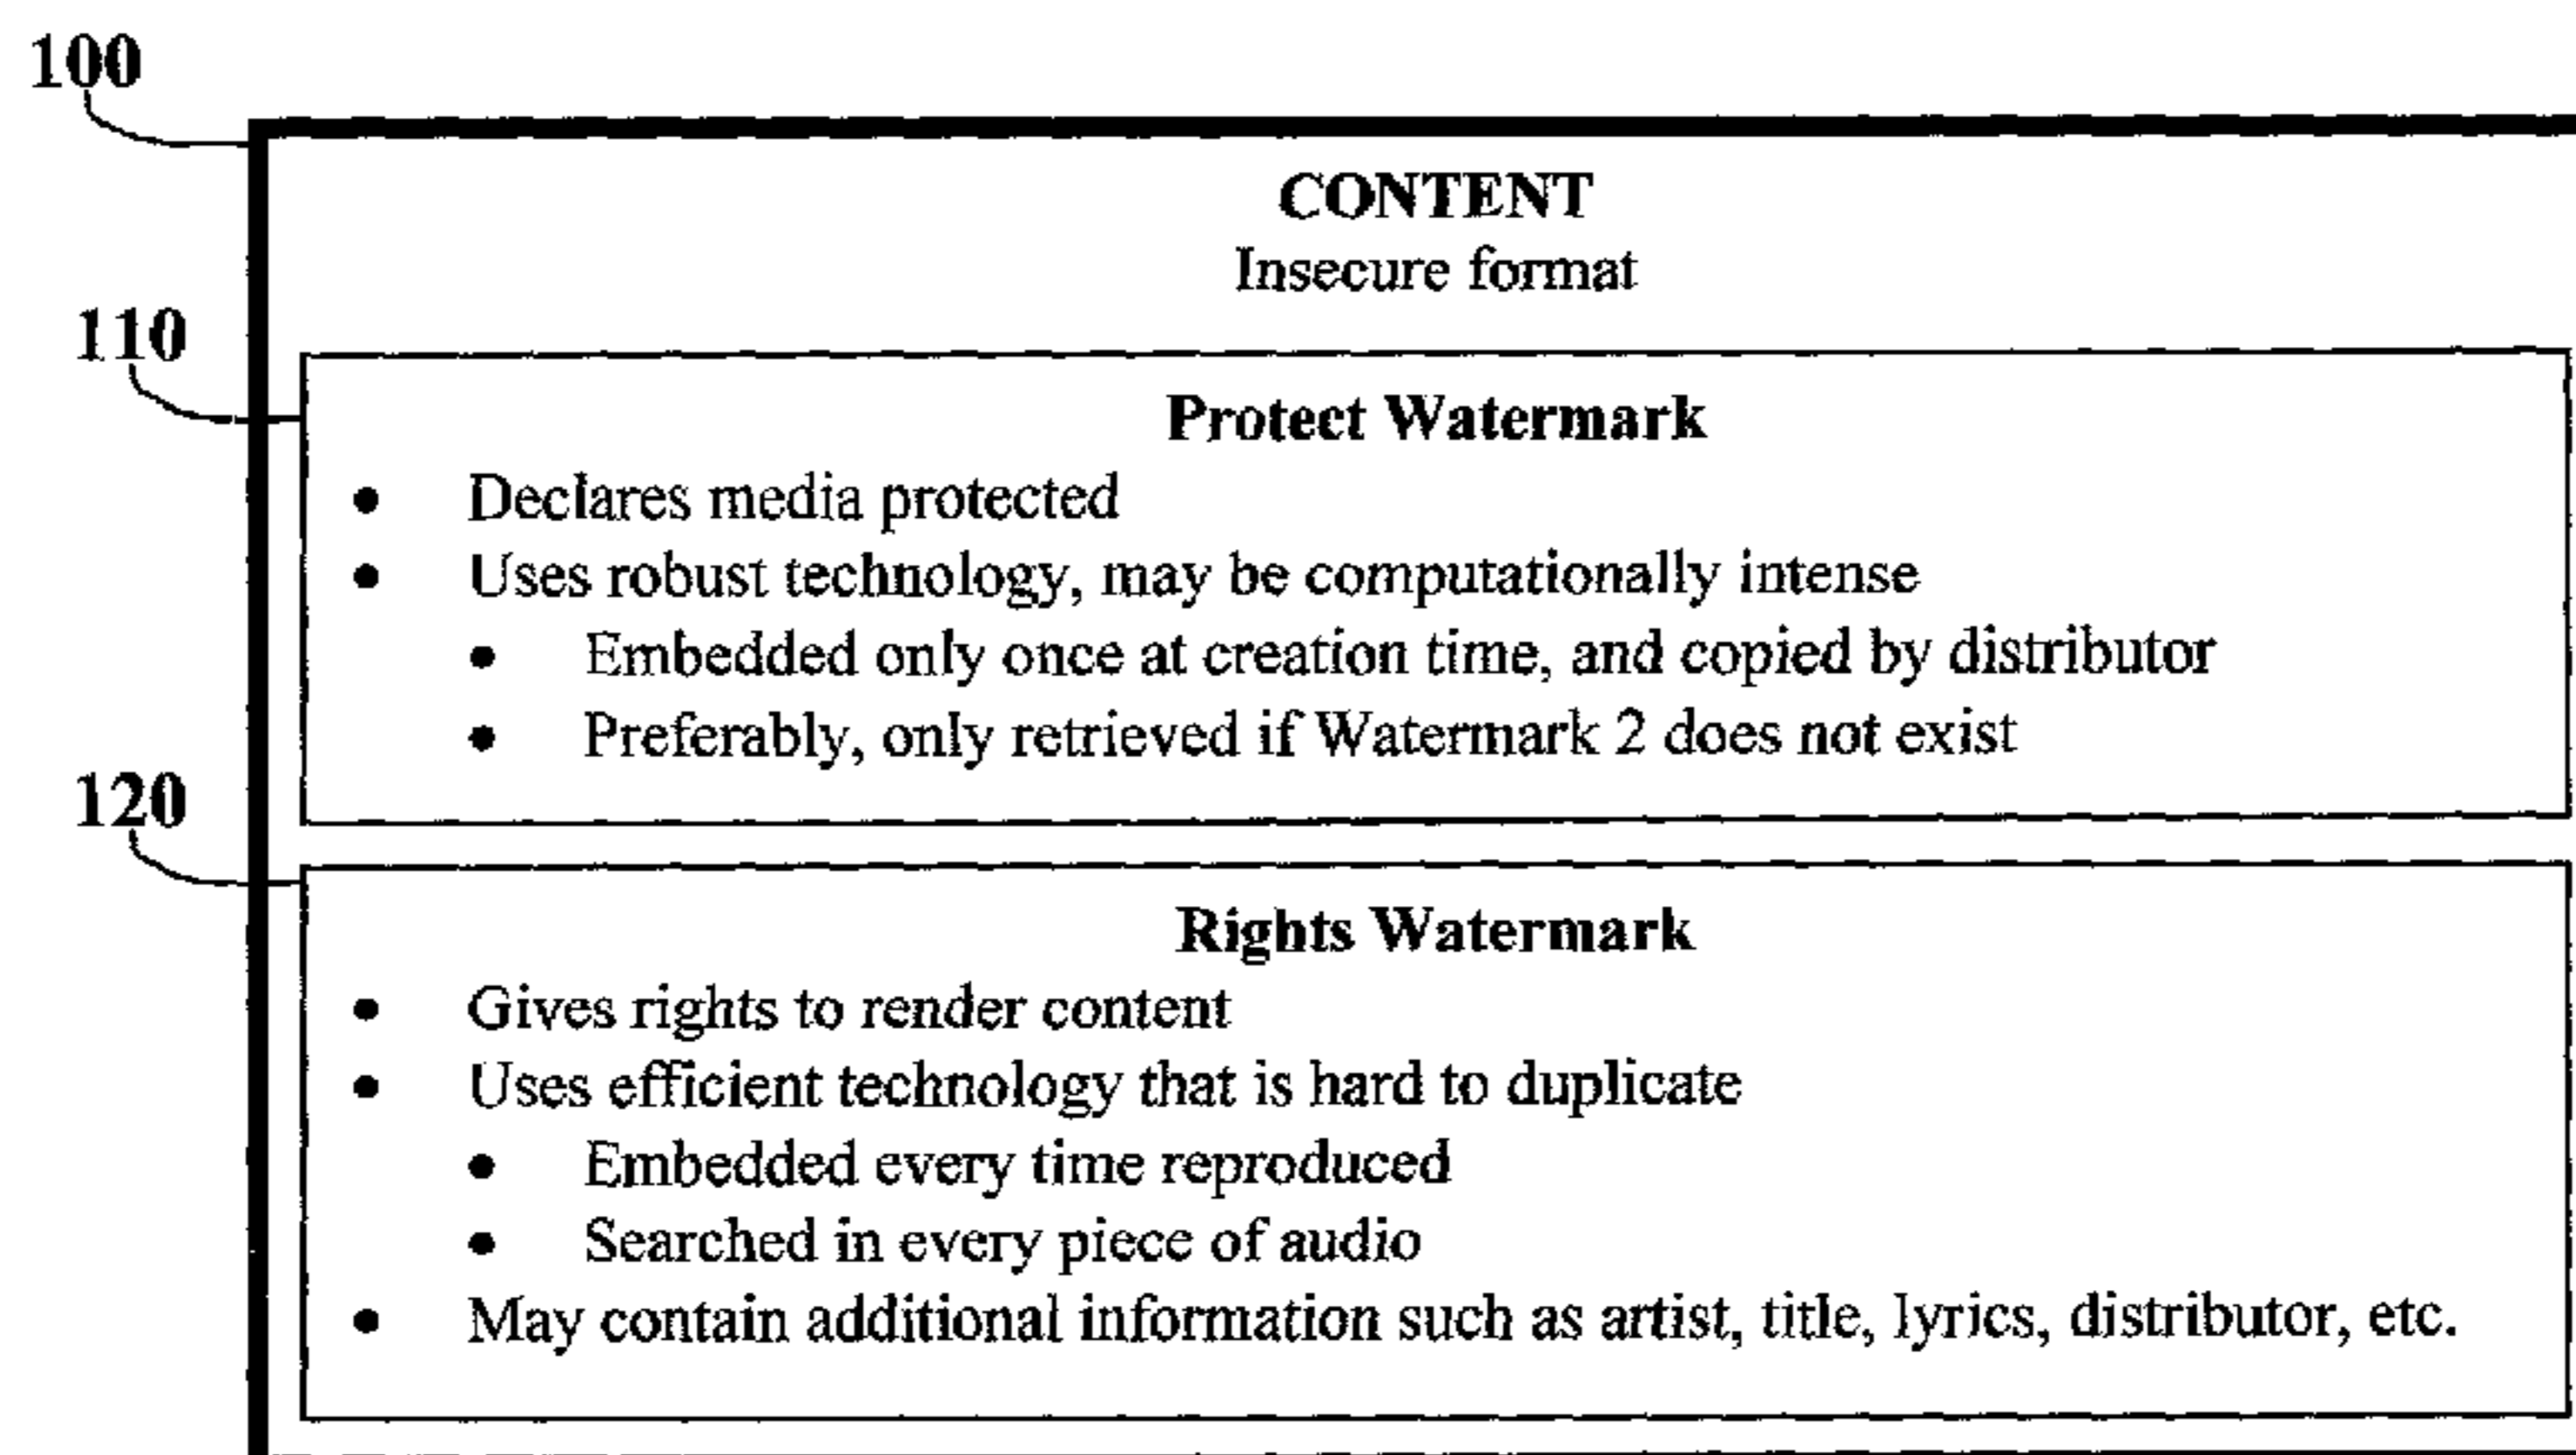 100
CONTENT
Insecure format
110
Protect Watermark
• Declares media protected
• Uses robust technology, may be computationally intense
• Embedded only once at creation time, and copied by distributor
• Preferably, only retrieved if Watermark 2 does not exist
120
Rights Watermark
• Gives rights to render content
• Uses efficient technology that is hard to duplicate
• Embedded every time reproduced
• Searched in every piece of audio
• May contain additional information such as artist, title, lyrics, distributor, etc.